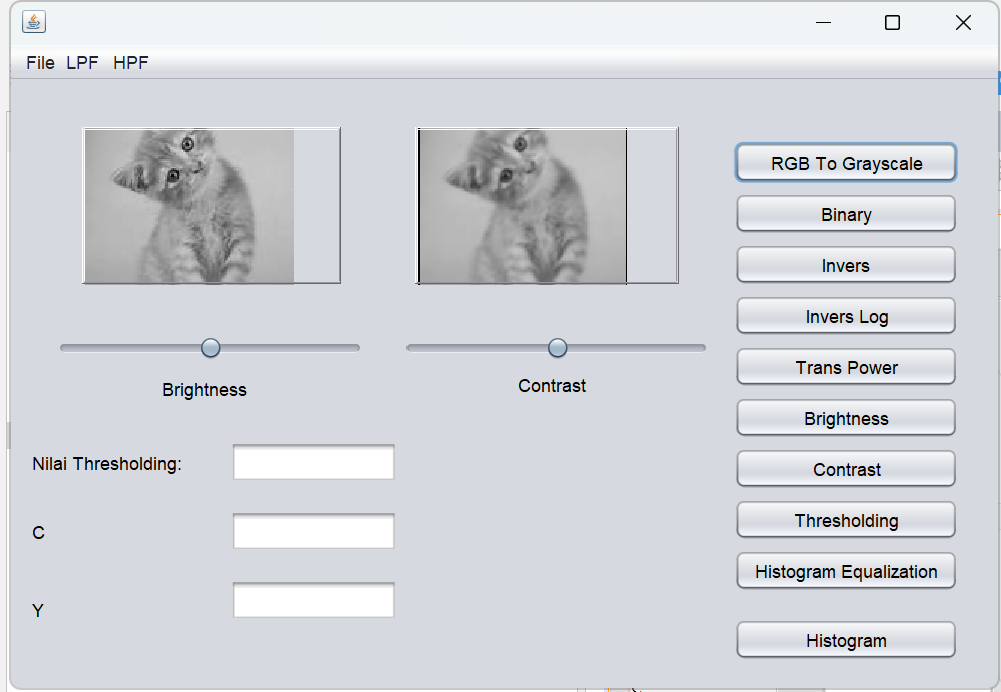 File LPF HPF
RGB To Grayscale
Binary
Invers
Invers Log
Trans Power
Brightness
Contrast
Brightness
Contrast
Nilai Thresholding:
Thresholding
C
Histogram Equalization
Y
Histogram